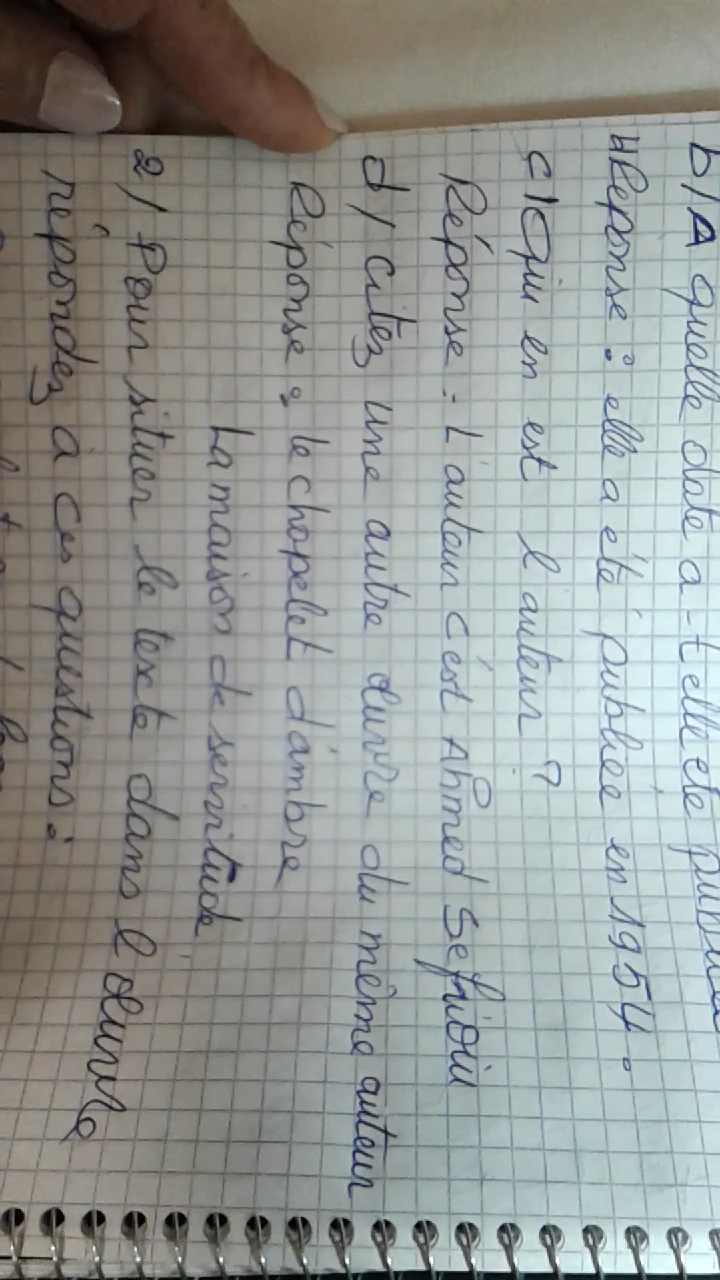 b/ A quelle date a-t elle été publiée
Réponse : elle a été publiée en 1954.
c/ Qui en est l'auteur ?
Réponse : L'auteur c'est Ahmed Sefrioui
d/ citez une autre œuvre du même auteur
Réponse : le chapelet d'ambre
La maison de servitude
2/ Pour situer le texte dans l'œuvre
répondez à ces questions :